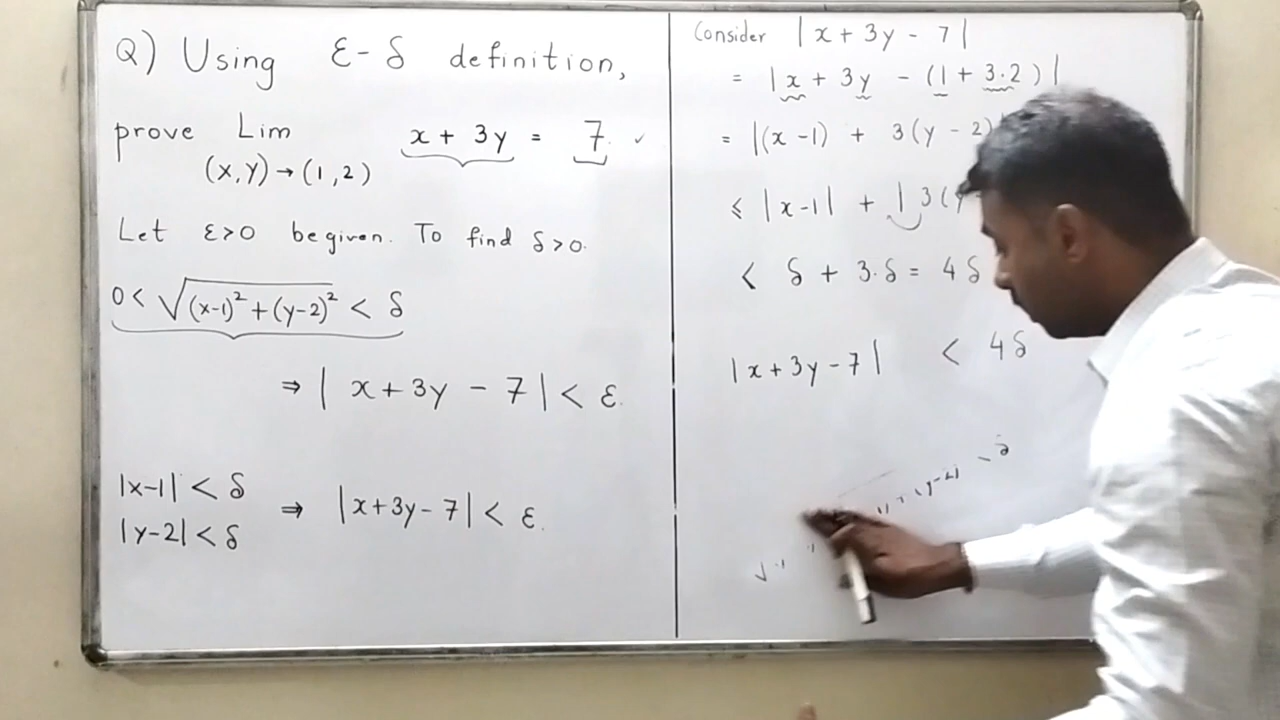 Q) Using ε-δ definition,
prove Lim x + 3y = 7.
(x,y)→(1,2)
Let ε>0 be given. To find δ>0.
0 < √(x-1)² + (y-2)² < δ
⇒ | x+3y - 7| < ε.
|x-1| < δ
|y-2| < δ
⇒ |x+3y-7| < ε.
Consider |x + 3y - 7|
= |x + 3y - (1 + 3.2)|
= |(x-1) + 3(y-2)
≤ |x-1| + |3(
< δ + 3.δ = 4δ
|x+3y-7| < 4δ